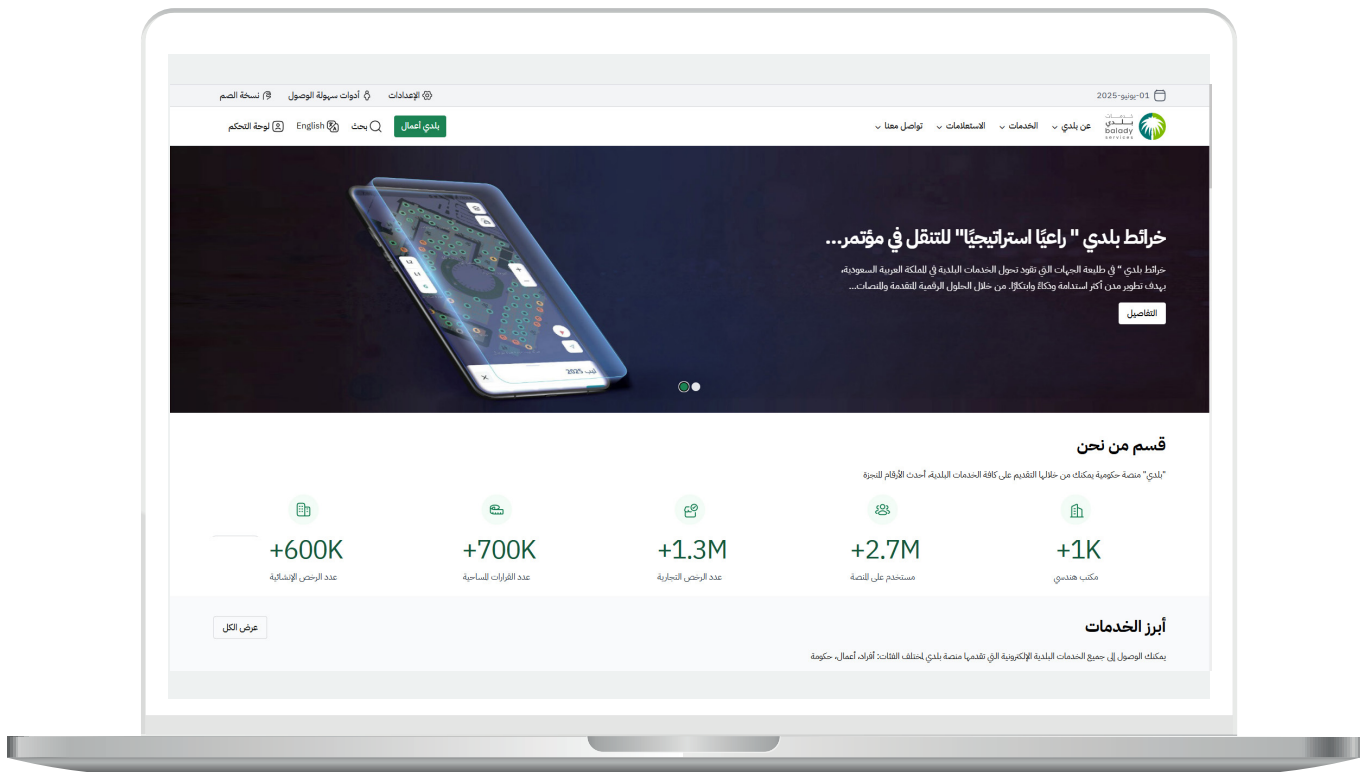 01-يونيو-2025
الإعدادات
أدوات سهولة الوصول
نسخة الصم
خدمات
بلدي
balady
services
عن بلدي
الخدمات
الاستعلامات
تواصل معنا
بلدي أعمال
بحث
English
لوحة التحكم
خرائط بلدي " راعيًا استراتيجيًا" للتنقل في مؤتمر...
خرائط بلدي " في طليعة الجهات التي تقود تحول الخدمات البلدية في المملكة العربية السعودية،
بهدف تطوير مدن أكثر استدامة وذكاءً وابتكارًا. من خلال الحلول الرقمية المتقدمة والمنصات...
التفاصيل
ليب 2025
قسم من نحن
"بلدي" منصة حكومية يمكنك من خلالها التقديم على كافة الخدمات البلدية، أحدث الأرقام المنجزة
+1K
مكتب هندسي
+2.7M
مستخدم على المنصة
+1.3M
عدد الرخص التجارية
+700K
عدد القرارات المساحية
+600K
عدد الرخص الإنشائية
أبرز الخدمات
عرض الكل
يمكنك الوصول إلى جميع الخدمات البلدية الإلكترونية التي تقدمها منصة بلدي لمختلف الفئات: أفراد، أعمال، حكومة